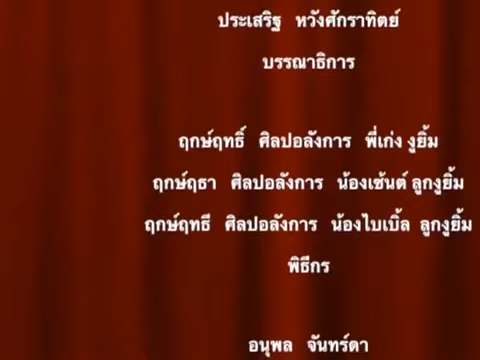 ประเสริฐ หวังศักราทิตย์
บรรณาธิการ
ฤกษ์ฤทธิ์ ศิลปอลังการ พี่เก่ง งูยิ้ม
ฤกษ์ฤธา ศิลปอลังการ น้องเซ้นต์ ลูกงูยิ้ม
ฤกษ์ฤทธี ศิลปอลังการ น้องไบเบิ้ล ลูกงูยิ้ม
พิธีกร
อนุพล จันทร์ตา